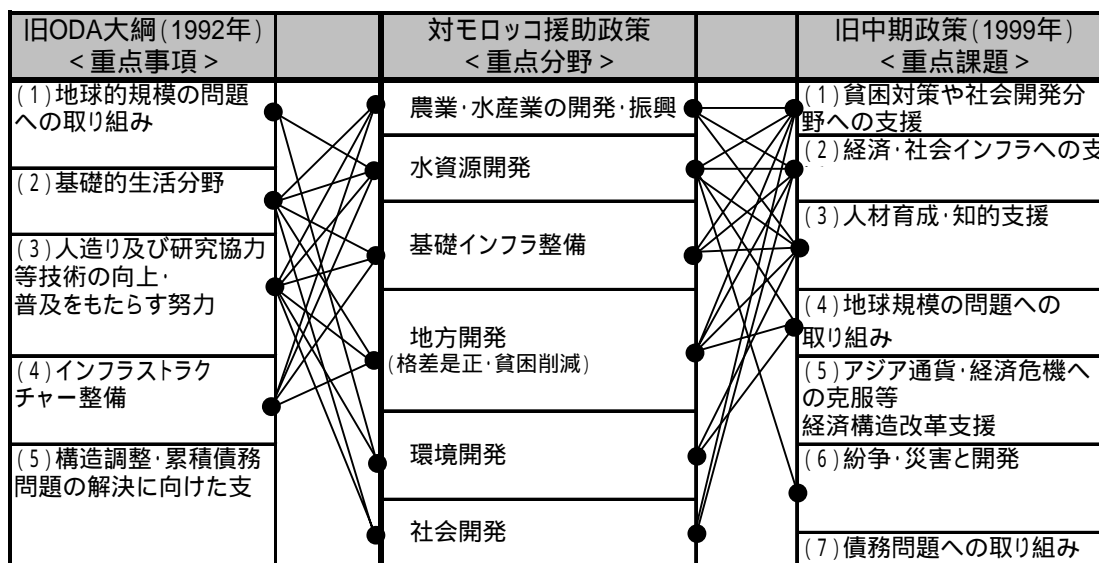 旧ODA大綱(1992年)
<重点事項>
(1)地球的規模の問題
への取り組み
(2)基礎的生活分野
(3)人造り及び研究協力
等技術の向上・
普及をもたらす努力
(4)インフラストラク
チャー整備
(5)構造調整・累積債務
問題の解決に向けた支
対モロッコ援助政策
<重点分野>
農業・水産業の開発・振興
水資源開発
基礎インフラ整備
地方開発
(格差是正・貧困削減)
環境開発
社会開発
旧中期政策(1999年)
<重点課題>
(1)貧困対策や社会開発分
野への支援
(2)経済・社会インフラへの支
(3)人材育成・知的支援
(4)地球規模の問題への
取り組み
(5)アジア通貨・経済危機へ
の克服等
経済構造改革支援
(6)紛争・災害と開発
(7)債務問題への取り組み